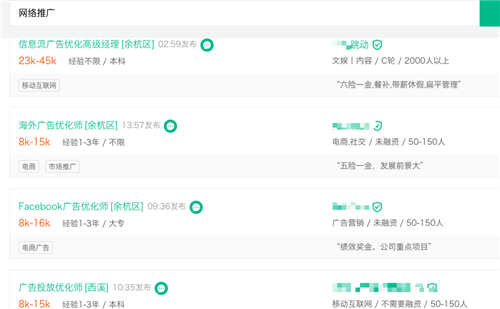 网络推广
信息流广告优化高级经理 [余杭区] 02:59发布
跳动
23k-45k 经验不限 / 本科
文娱丨内容 / C轮 / 2000人以上
移动互联网
“六险一金,餐补,带薪休假,扁平管理”
海外广告优化师 [余杭区] 13:57发布
8k-15k 经验1-3年 / 不限
电商,社交 / 未融资 / 50-150人
电商 市场推广
“五险一金，发展前景大”
Facebook广告优化师 [余杭区] 09:36发布
8k-16k 经验1-3年 / 大专
广告营销 / 未融资 / 50-150人
电商广告
“绩效奖金，公司重点项目”
广告投放优化师 [西溪] 10:35发布
8k-15k 经验1-3年 / 本科
移动互联网 / 不需要融资 / 50-150人